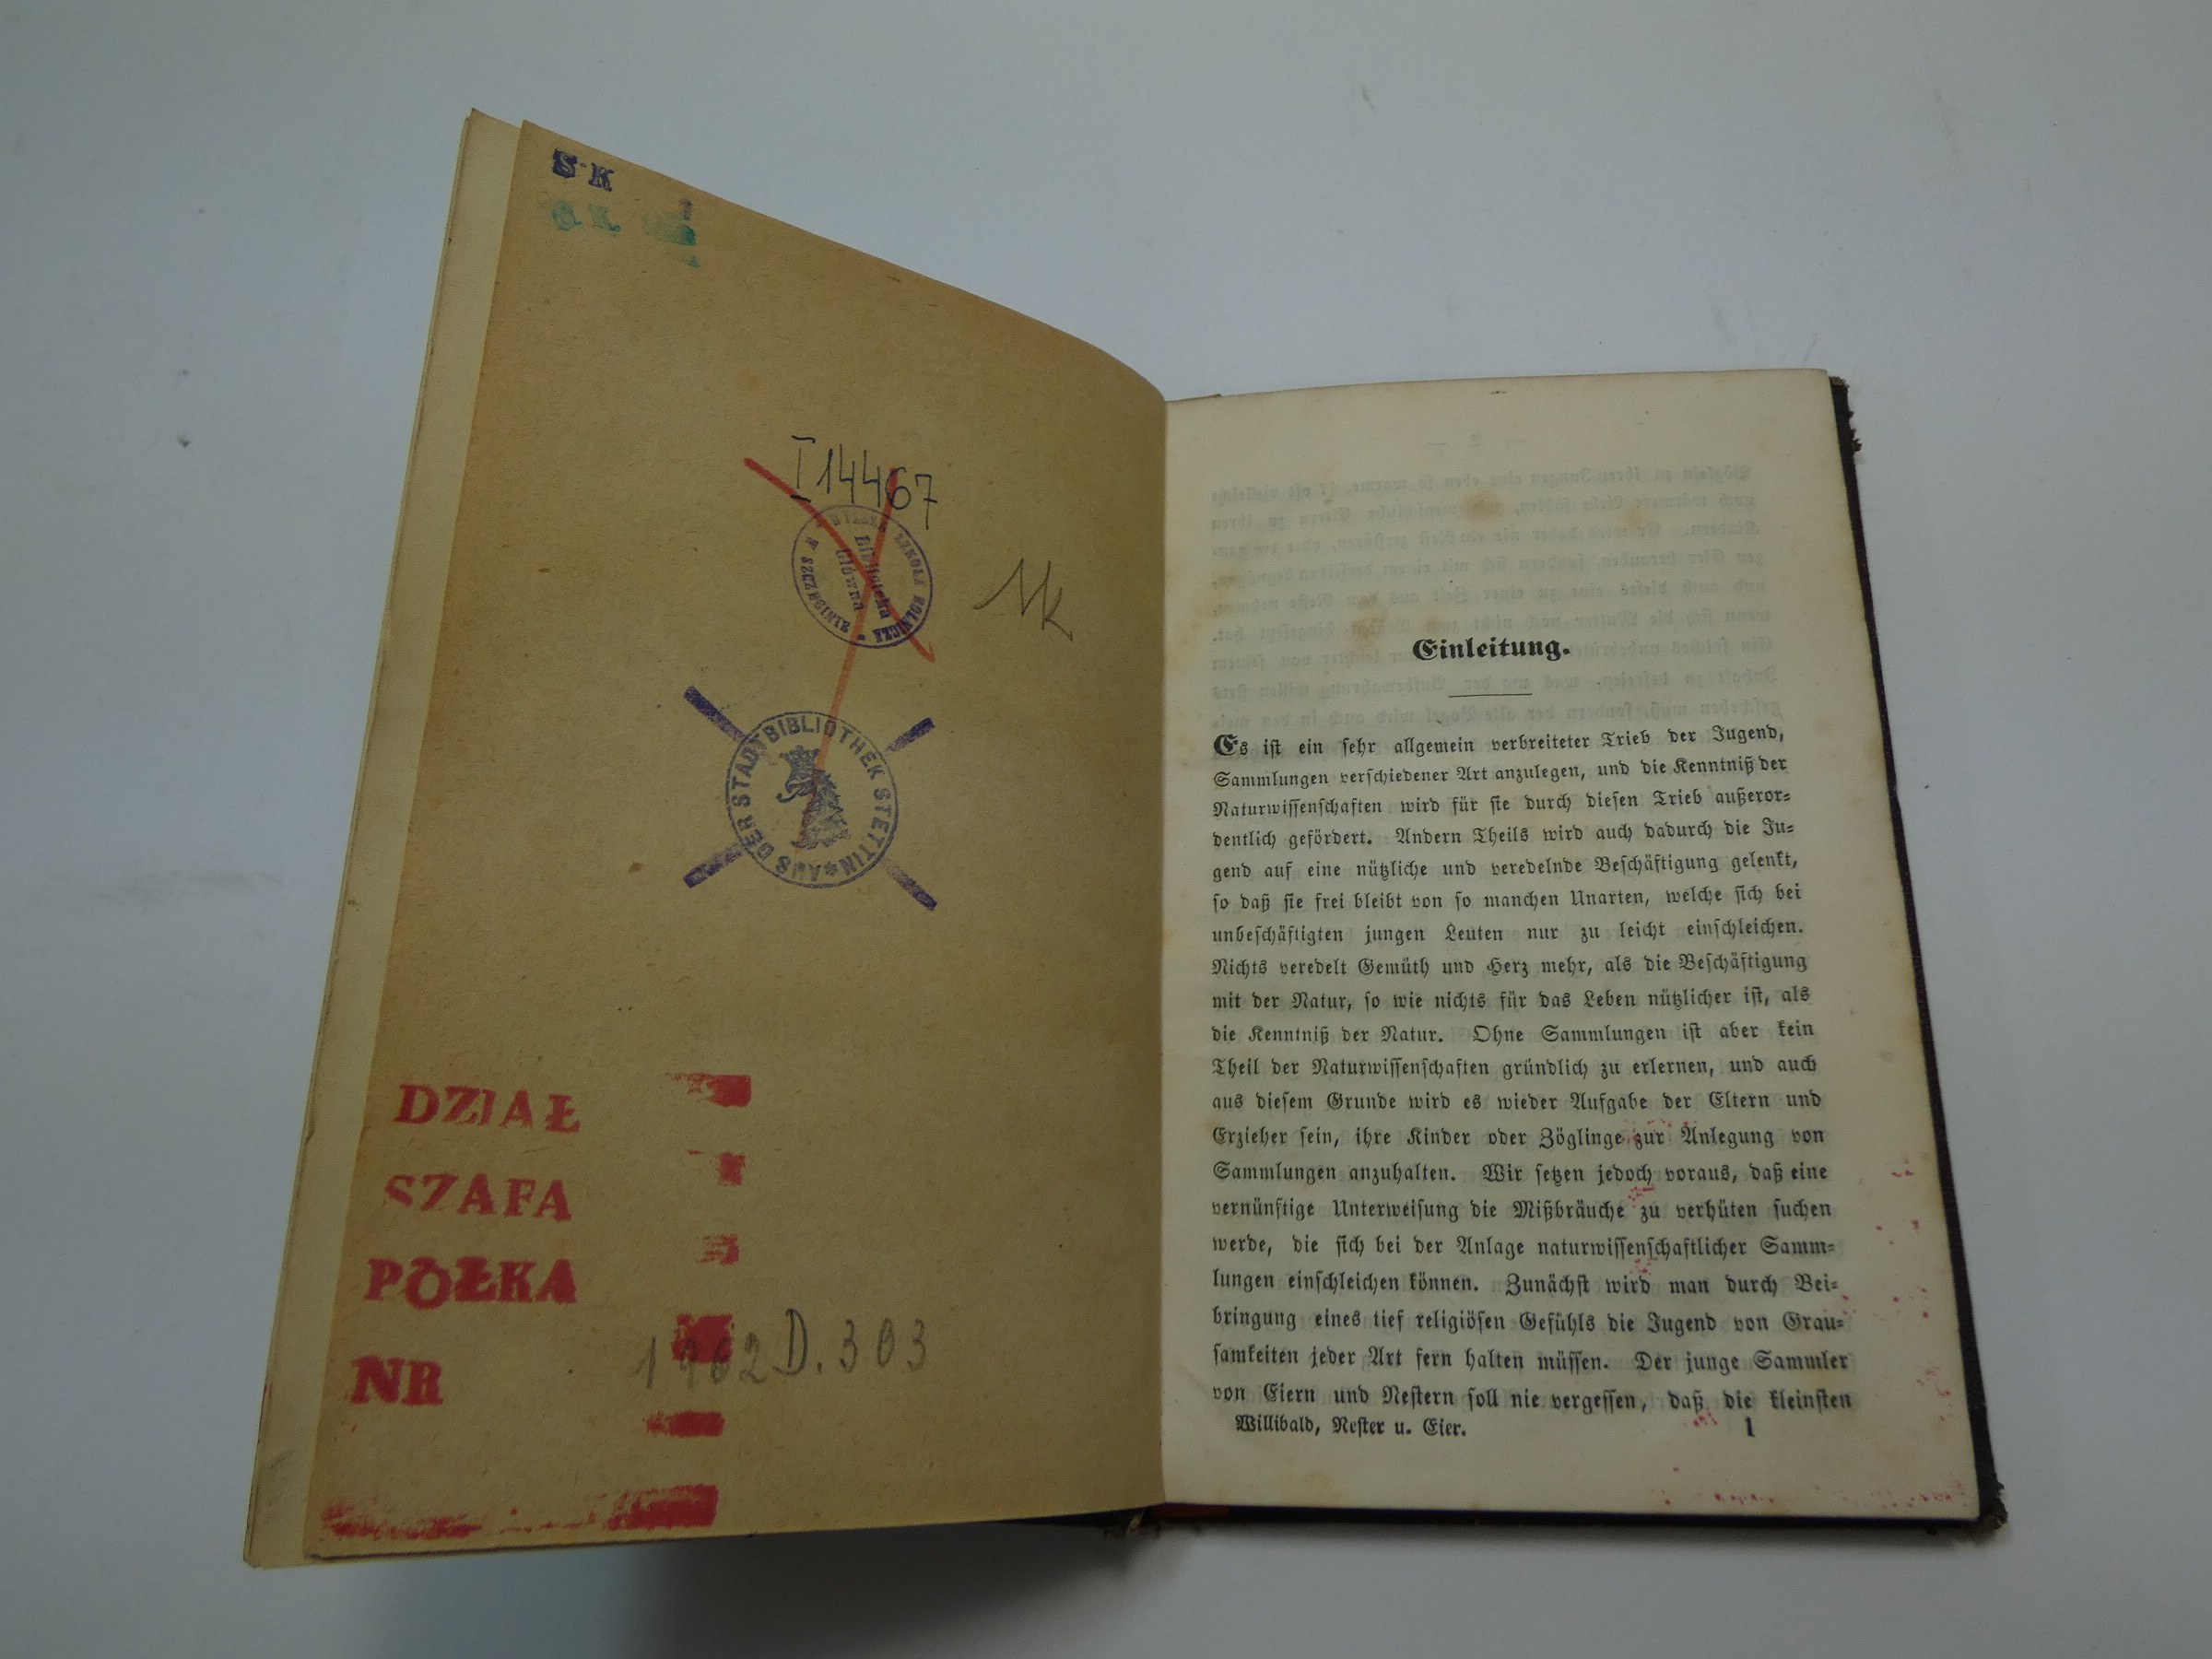 S K
I 14467
WYŻSZA SZKOŁA ROLNICZA W SZCZECINIE
Biblioteka
Główna
AUS DER STADTBIBLIOTHEK STETTIN
DZIAŁ
SZAFA
PÓŁKA
NR
1962 D. 303
Einleitung.
Es ist ein sehr allgemein verbreiteter Trieb der Jugend,
Sammlungen verschiedener Art anzulegen, und die Kenntniß der
Naturwissenschaften wird für sie durch diesen Trieb außeror-
dentlich gefördert. Andern Theils wird auch dadurch die Ju-
gend auf eine nützliche und veredelnde Beschäftigung gelenkt,
so daß sie frei bleibt von so manchen Unarten, welche sich bei
unbeschäftigten jungen Leuten nur zu leicht einschleichen.
Nichts veredelt Gemüth und Herz mehr, als die Beschäftigung
mit der Natur, so wie nichts für das Leben nützlicher ist, als
die Kenntniß der Natur. Ohne Sammlungen ist aber kein
Theil der Naturwissenschaften gründlich zu erlernen, und auch
aus diesem Grunde wird es wieder Aufgabe der Eltern und
Erzieher sein, ihre Kinder oder Zöglinge zur Anlegung von
Sammlungen anzuhalten. Wir setzen jedoch voraus, daß eine
vernünftige Unterweisung die Mißbräuche zu verhüten suchen
werde, die sich bei der Anlage naturwissenschaftlicher Samm-
lungen einschleichen können. Zunächst wird man durch Bei-
bringung eines tief religiösen Gefühls die Jugend von Grau-
samkeiten jeder Art fern halten müssen. Der junge Sammler
von Eiern und Nestern soll nie vergessen, daß die kleinsten
Willibald, Nester u. Eier. 1